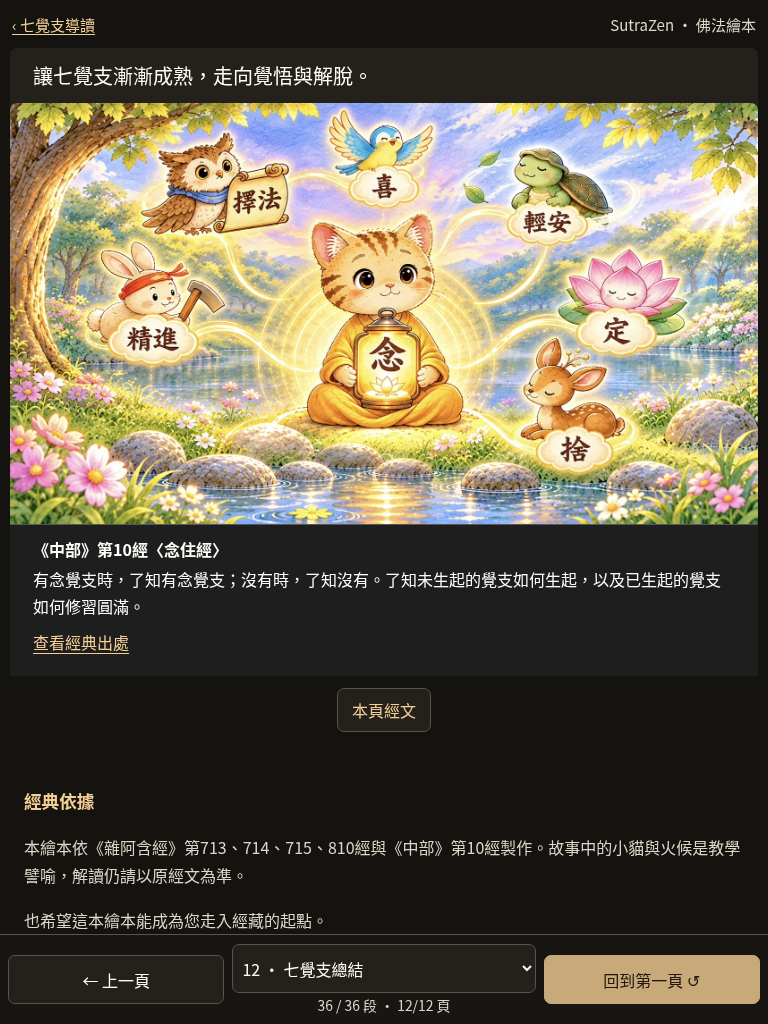 ‹ 七覺支導讀
SutraZen · 佛法繪本
讓七覺支漸漸成熟，走向覺悟與解脫。
擇法
喜
輕安
精進
念
定
捨
《中部》第10經〈念住經〉
有念覺支時，了知有念覺支；沒有時，了知沒有。了知未生起的覺支如何生起，以及已生起的覺支
如何修習圓滿。
查看經典出處
本頁經文
經典依據
本繪本依《雜阿含經》第713、714、715、810經與《中部》第10經製作。故事中的小貓與火候是教學
譬喻，解讀仍請以原經文為準。
也希望這本繪本能成為您走入經藏的起點。
← 上一頁
12 · 七覺支總結
回到第一頁 ↺
36 / 36 段 · 12/12 頁